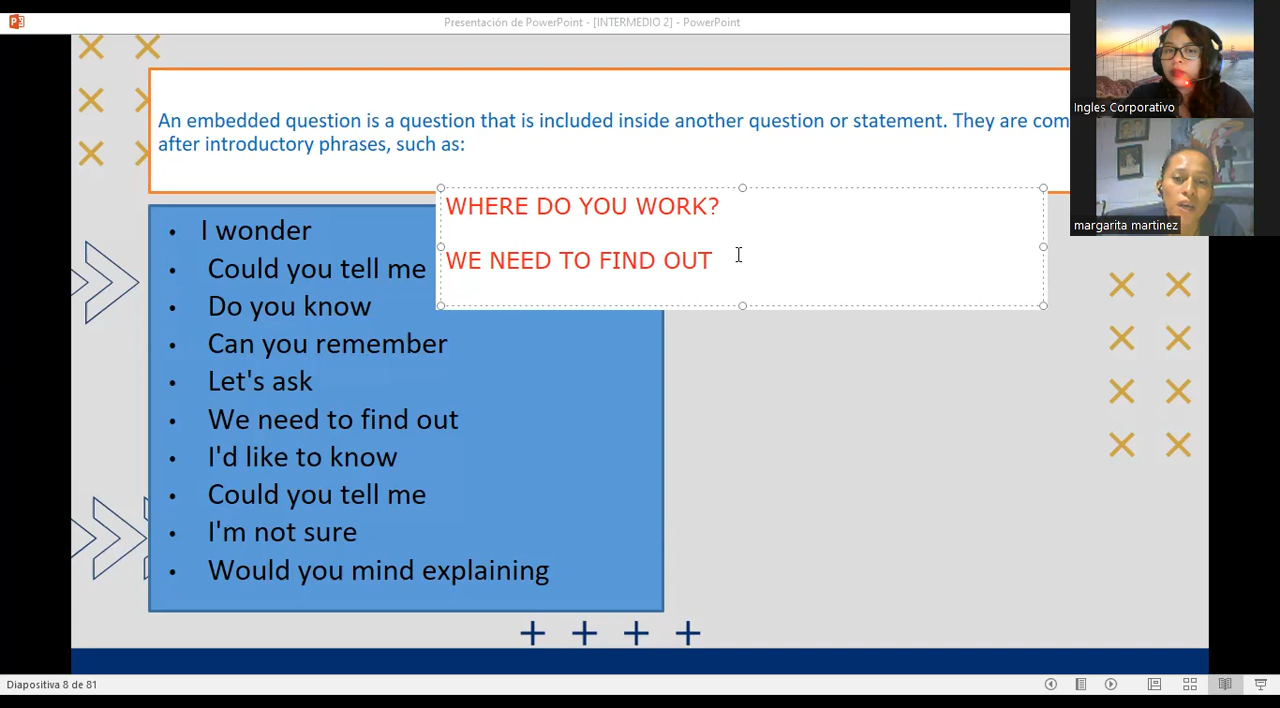 Presentación de PowerPoint - [INTERMEDIO 2] - PowerPoint
An embedded question is a question that is included inside another question or statement. They are com
after introductory phrases, such as:
WHERE DO YOU WORK?
WE NEED TO FIND OUT
• I wonder
• Could you tell me
• Do you know
• Can you remember
• Let's ask
• We need to find out
• I'd like to know
• Could you tell me
• I'm not sure
• Would you mind explaining
Ingles Corporativo
margarita martinez
Diapositiva 8 de 81